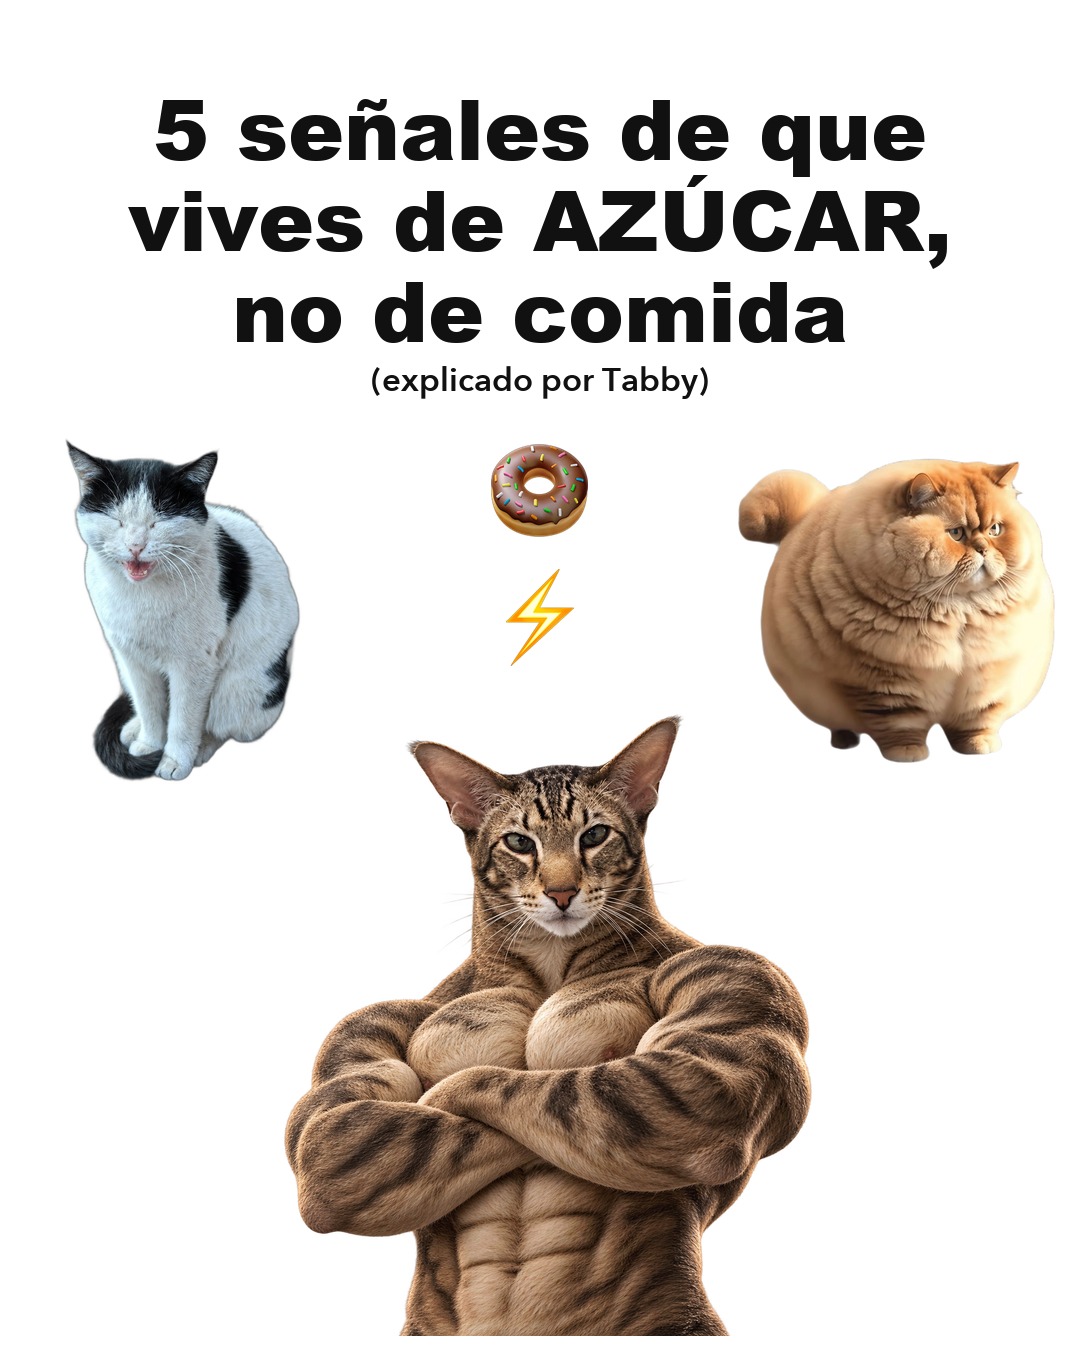 5 señales de que
vives de AZÚCAR,
no de comida
(explicado por Tabby)